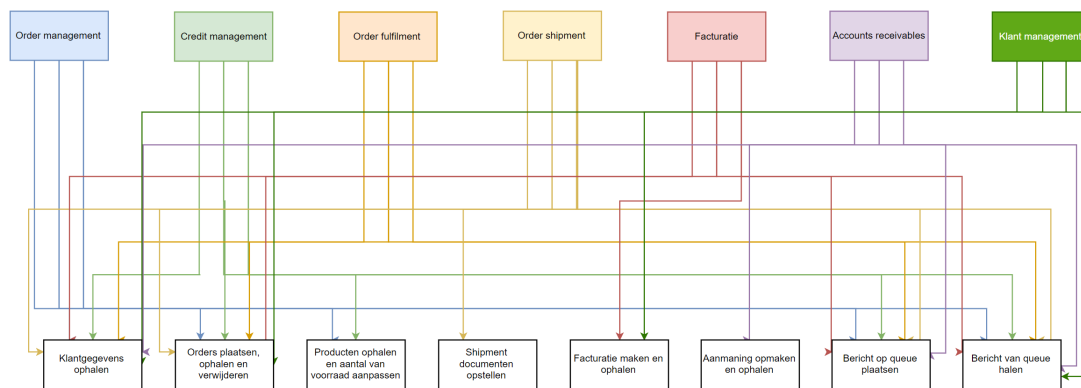 Order management
Credit management
Order fulfilment
Order shipment
Facturatie
Accounts receivables
Klant management
Klantgegevens
ophalen
Orders plaatsen,
ophalen en
verwijderen
Producten ophalen
en aantal van
voorraad aanpassen
Shipment
documenten
opstellen
Facturatie maken en
ophalen
Aanmaning opmaken
en ophalen
Bericht op queue
plaatsen
Bericht van queue
halen